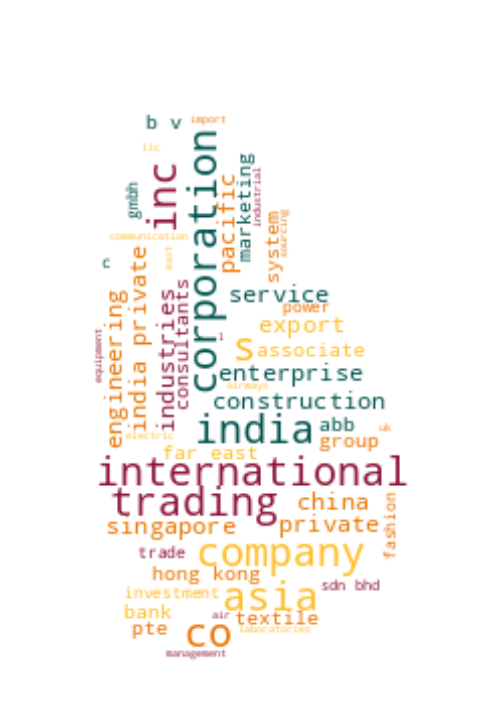 b v
import
llc
inc
corporation
gmbh
pacific
marketing
industrial
communication
system
sourcing
east
c
india private
industries
consultants
engineering
equipment
service
power
export
s
associate
enterprise
airways
construction
india
abb
uk
electric
group
far east
international
trading
china
fashion
singapore
private
trade
company
hong kong
sdn bhd
investment
asia
bank
air
textile
pte
co
laboratories
management